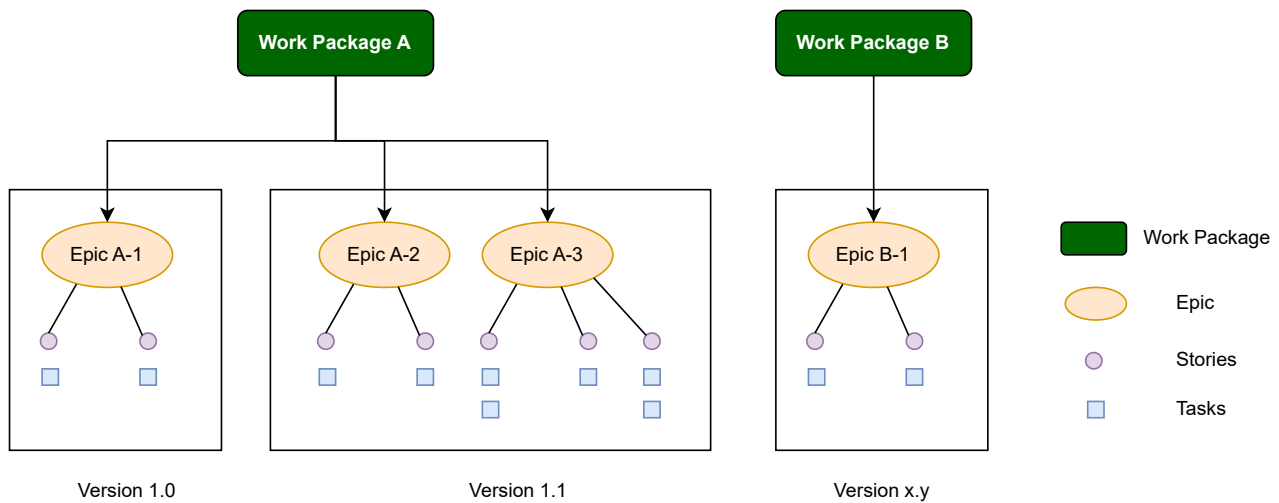 Work Package A
Work Package B
Epic A-1
Epic A-2
Epic A-3
Epic B-1
Work Package
Epic
Stories
Tasks
Version 1.0
Version 1.1
Version x.y